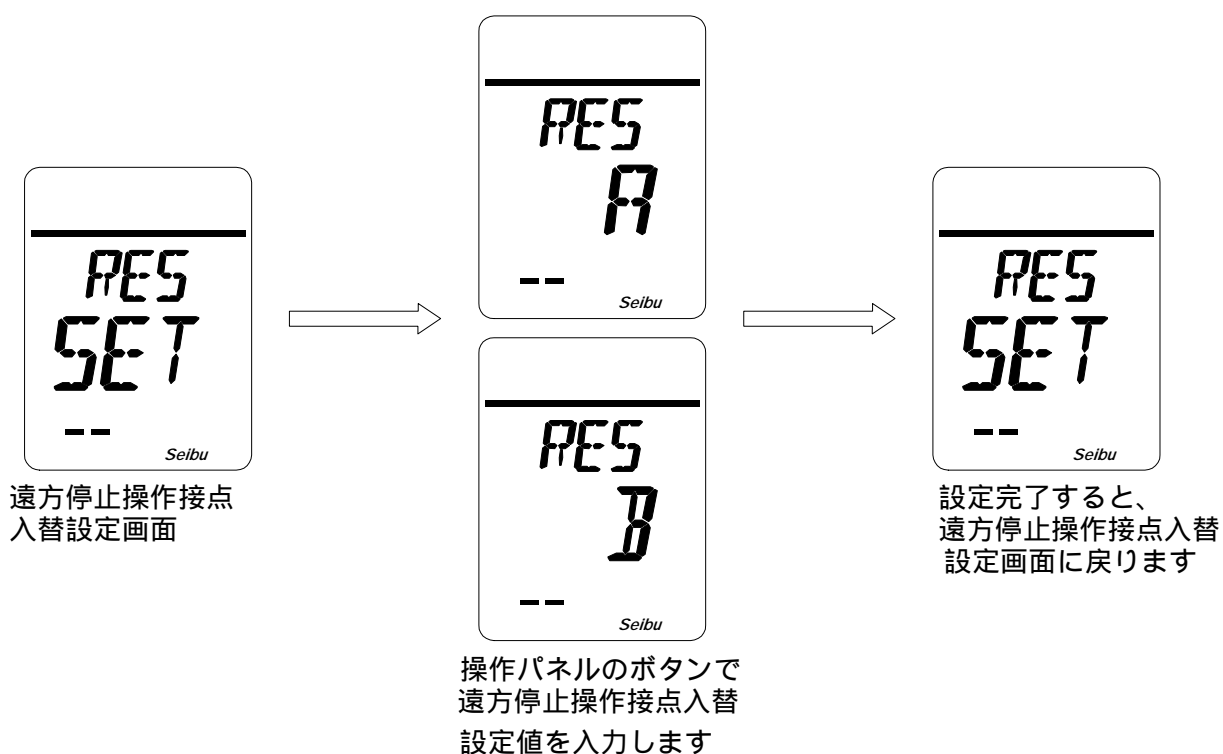 RES
SET
--
Seibu
遠方停止操作接点
入替設定画面
RES
A
--
Seibu
RES
B
--
Seibu
操作パネルのボタンで
遠方停止操作接点入替
設定値を入力します
RES
SET
--
Seibu
設定完了すると、
遠方停止操作接点入替
設定画面に戻ります